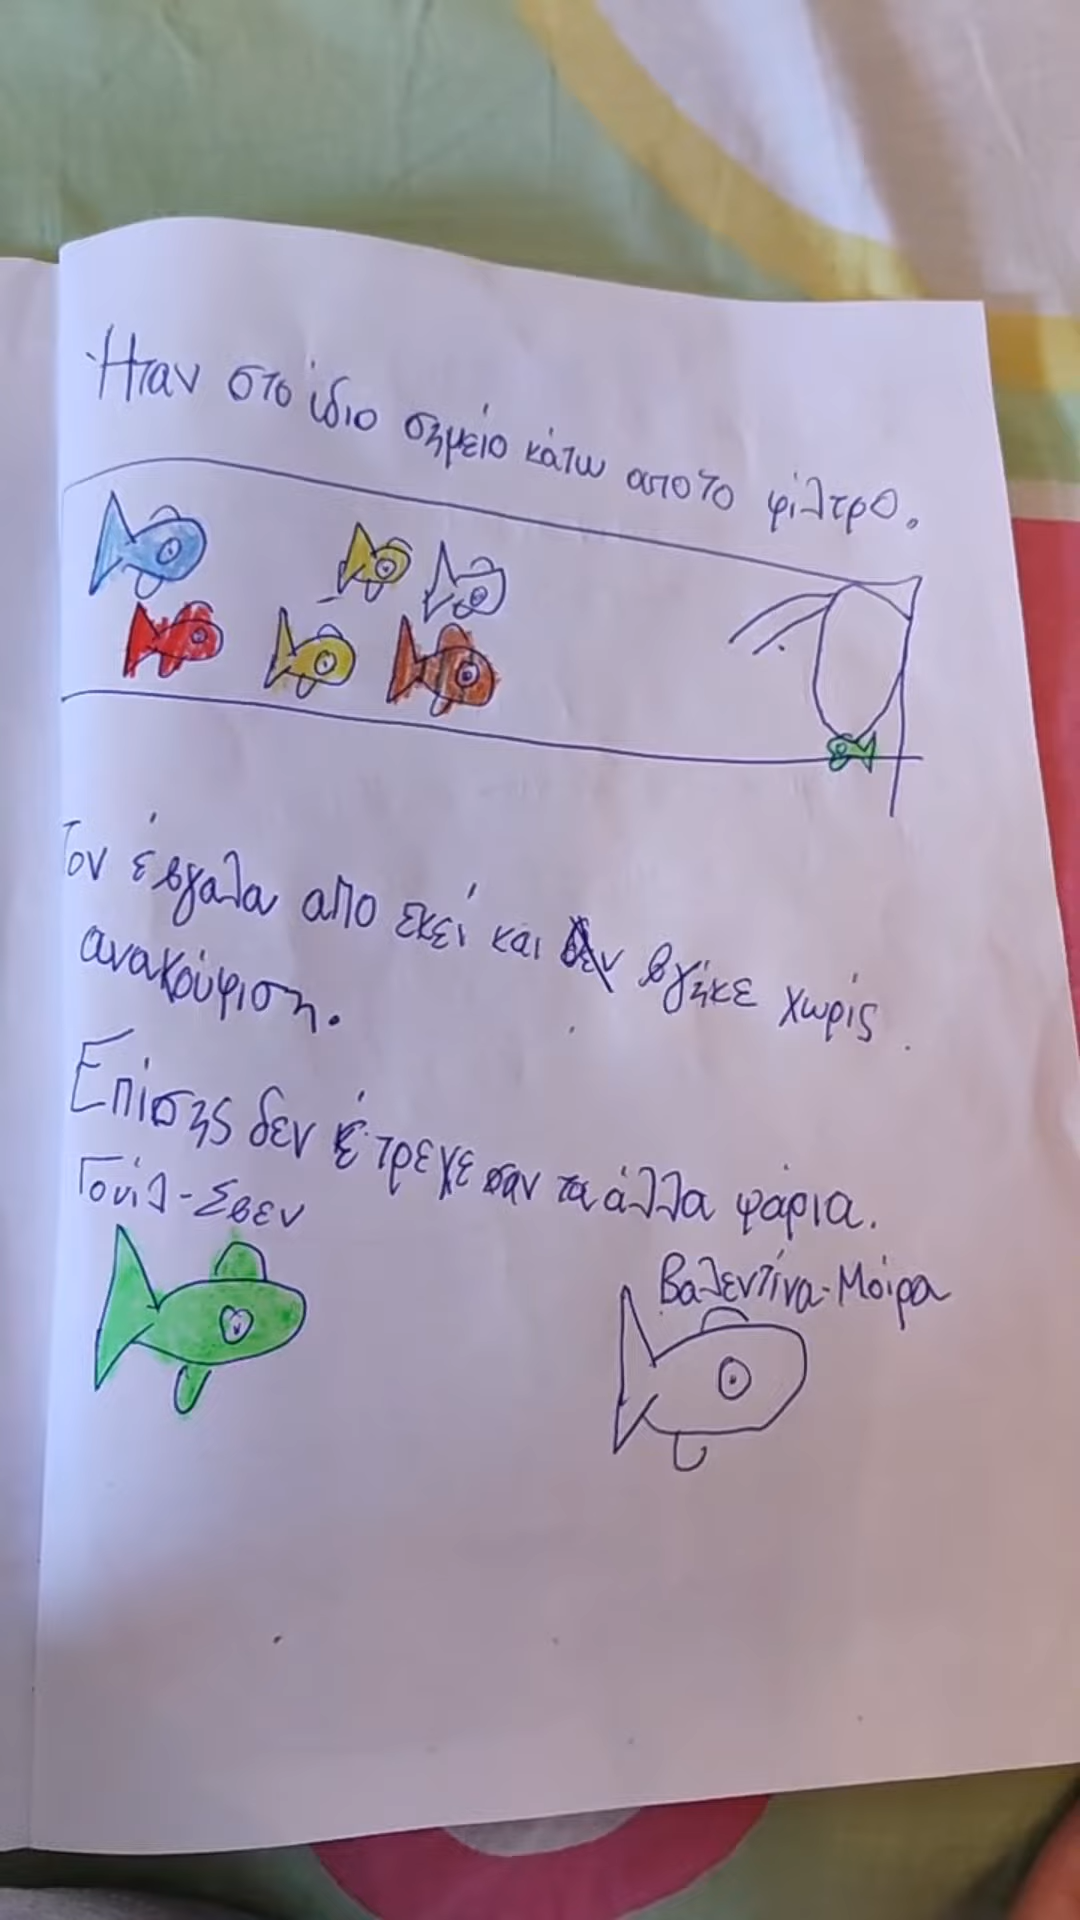 Ήταν στο ίδιο σημείο κάτω απο το φίλτρο.
Τον έβγαλα απο εκεί και βγήκε χωρίς
ανακούφιση.
Επίσης δεν έτρεχε σαν τα άλλα ψάρια.
Γουίλ-Σβεν
Βαλεντίνα-Μόιρα